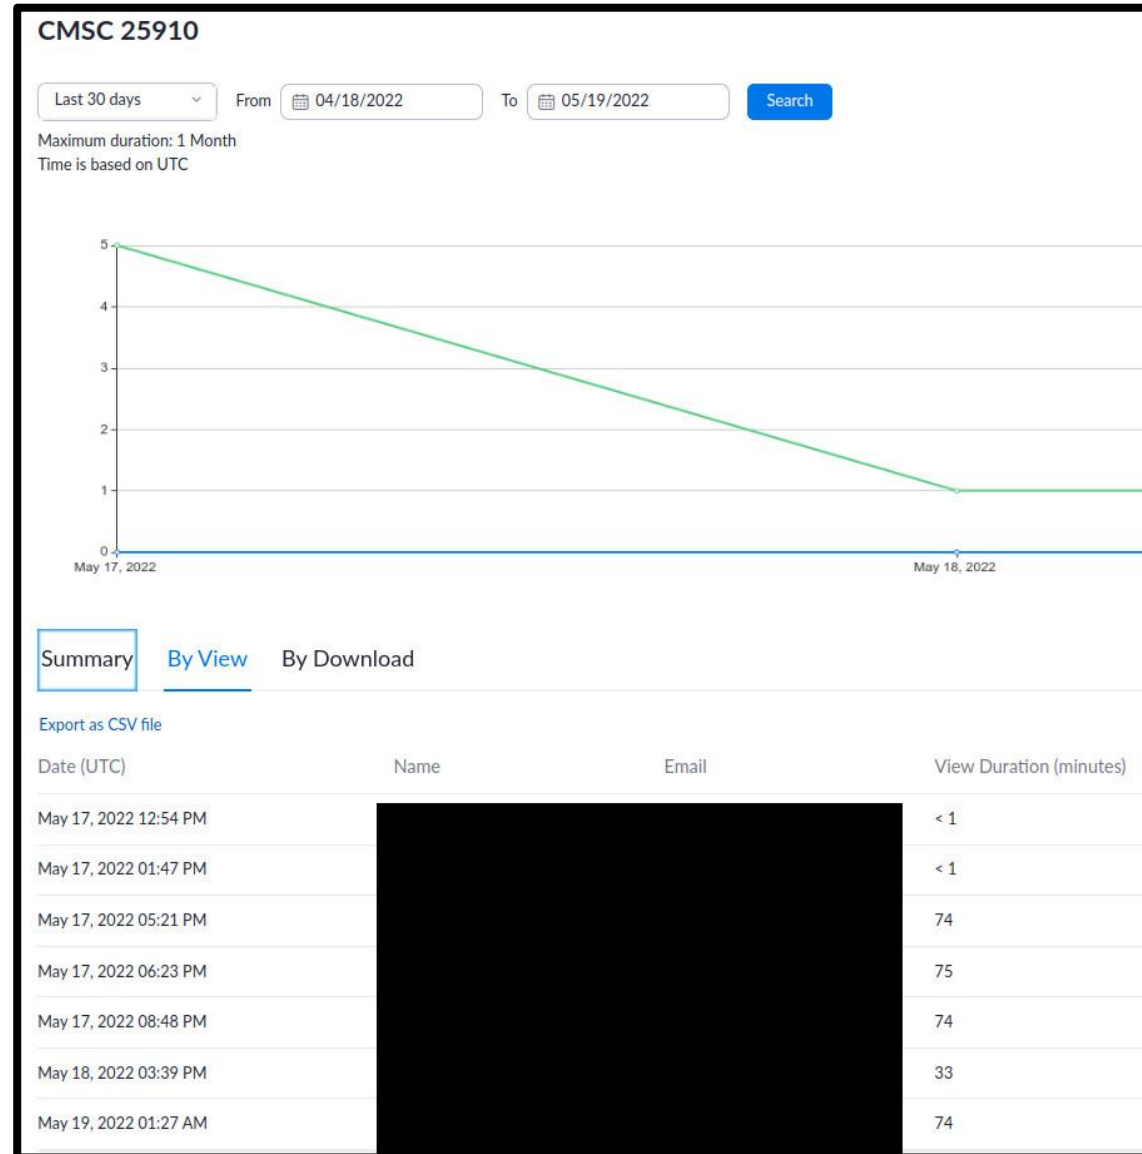 CMSC 25910
Last 30 days From 04/18/2022 To 05/19/2022 Search
Maximum duration: 1 Month
Time is based on UTC
5
4
3
2
1
0
May 17, 2022 May 18, 2022
Summary By View By Download
Export as CSV file
Date (UTC) Name Email View Duration (minutes)
May 17, 2022 12:54 PM < 1
May 17, 2022 01:47 PM < 1
May 17, 2022 05:21 PM 74
May 17, 2022 06:23 PM 75
May 17, 2022 08:48 PM 74
May 18, 2022 03:39 PM 33
May 19, 2022 01:27 AM 74